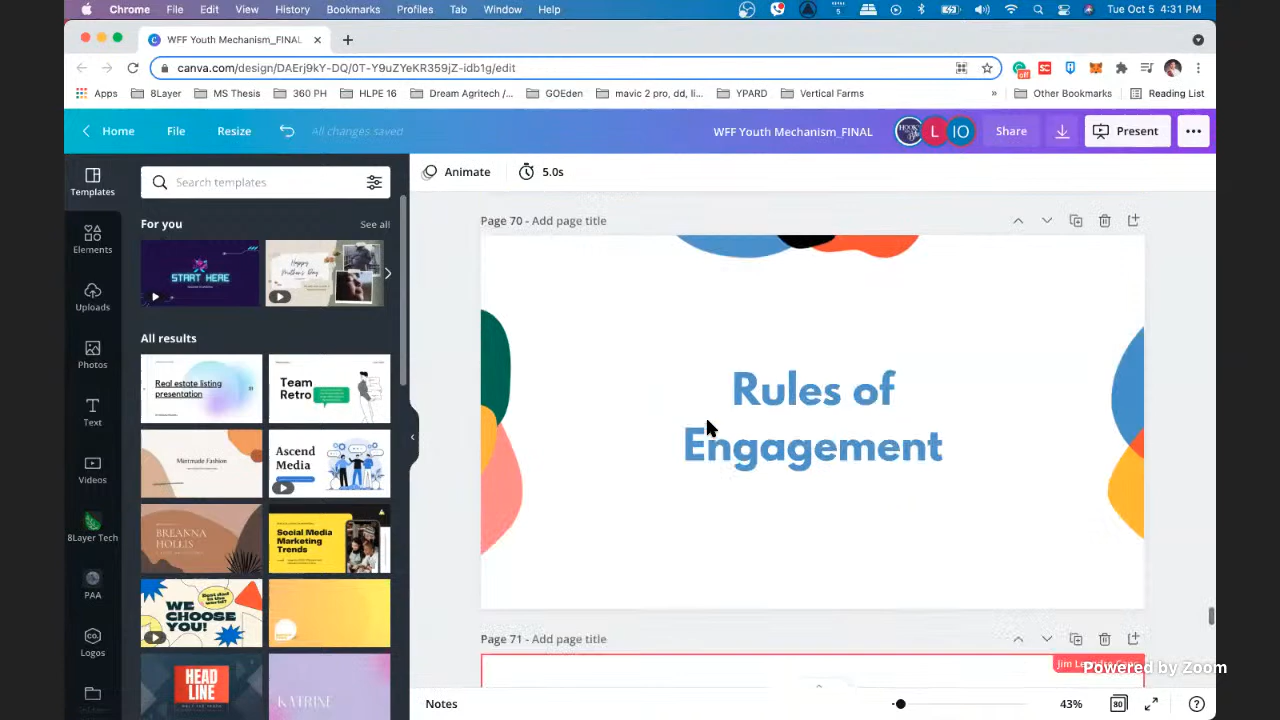 Chrome File Edit View History Bookmarks Profiles Tab Window Help Tue Oct 5 4:31 PM
WFF Youth Mechanism_FINAL
canva.com/design/DAErj9kY-DQ/0T-Y9uZYeKR359jZ-idb1g/edit
Apps 8Layer MS Thesis 360 PH HLPE 16 Dream Agritech /... GOEden mavic 2 pro, dd, li... YPARD Vertical Farms » Other Bookmarks Reading List
Home File Resize All changes saved WFF Youth Mechanism_FINAL L IO Share Present
Templates
Elements
Uploads
Photos
Text
Videos
8Layer Tech
PAA
co.
Logos
Search templates
For you See all
START HERE
Happy
Mother's Day
All results
Real estate listing
presentation
Team
Retro
Mintmade Fashion
Ascend
Media
BREANNA
HOLLIS
Social Media
Marketing
Trends
WE
CHOOSE
YOU!
HEAD
LINE
KATRINE
Animate 5.0s
Page 70 - Add page title
Rules of
Engagement
Page 71 - Add page title
Powered by Zoom
Notes 43% 80